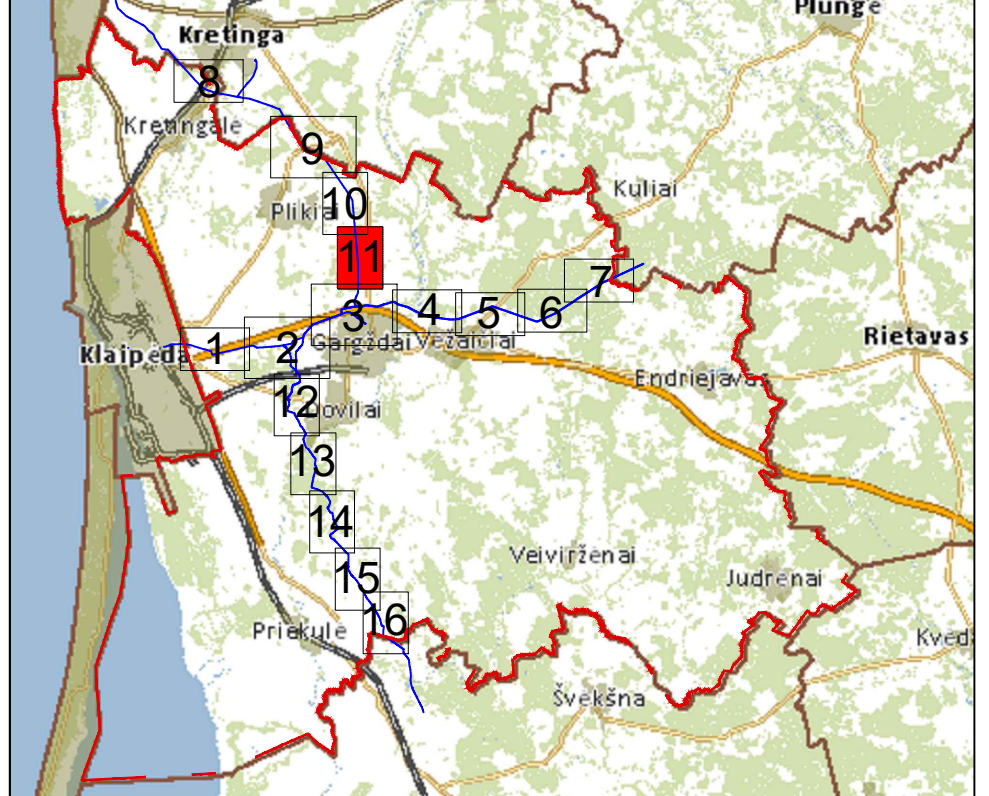 Plungė
Kretinga
8
Kretingalė
9
Kuliai
10
Plikiai
11
7
3 4 5 6
Rietavas
Klaipėda 1 2 Gargždai Vėžaičiai
Endriejavas
12 Dovilai
13
14
Veiviržėnai
15
Judrėnai
16
Priekulė
Švėkšna